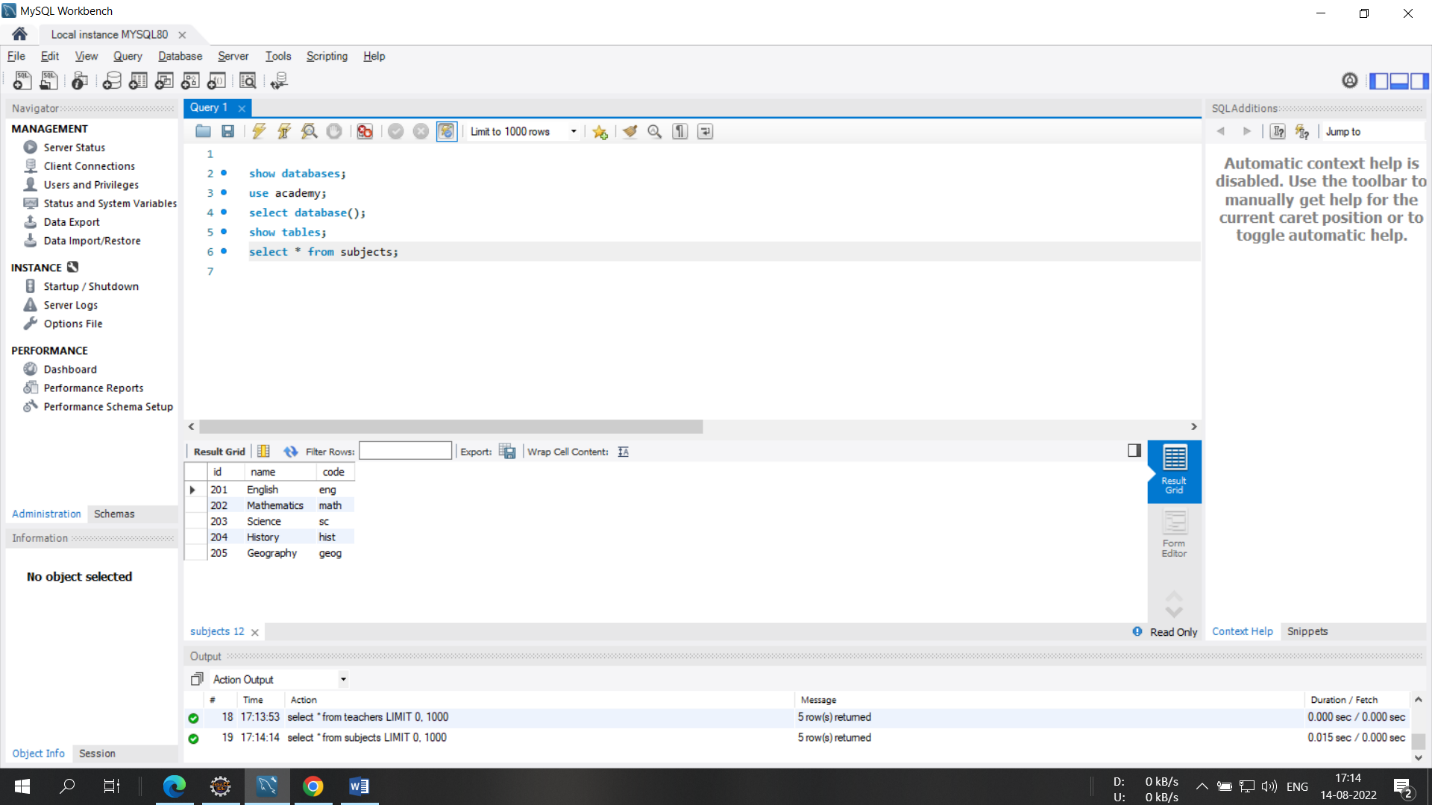 MySQL Workbench
Local instance MYSQL80
File Edit View Query Database Server Tools Scripting Help
Navigator
MANAGEMENT
Server Status
Client Connections
Users and Privileges
Status and System Variables
Data Export
Data Import/Restore
INSTANCE
Startup / Shutdown
Server Logs
Options File
PERFORMANCE
Dashboard
Performance Reports
Performance Schema Setup
Administration Schemas
Information
No object selected
Object Info Session
Query 1
Limit to 1000 rows
1
2 show databases;
3 use academy;
4 select database();
5 show tables;
6 select * from subjects;
7
Result Grid Filter Rows: Export: Wrap Cell Content:
id name code
201 English eng
202 Mathematics math
203 Science sc
204 History hist
205 Geography geog
Result
Grid
Form
Editor
subjects 12
Read Only
SQLAdditions
Jump to
Automatic context help is
disabled. Use the toolbar to
manually get help for the
current caret position or to
toggle automatic help.
Context Help Snippets
Output
Action Output
# Time Action Message Duration / Fetch
18 17:13:53 select * from teachers LIMIT 0, 1000 5 row(s) returned 0.000 sec / 0.000 sec
19 17:14:14 select * from subjects LIMIT 0, 1000 5 row(s) returned 0.015 sec / 0.000 sec
D: 0 kB/s
U: 0 kB/s
ENG
17:14
14-08-2022
2